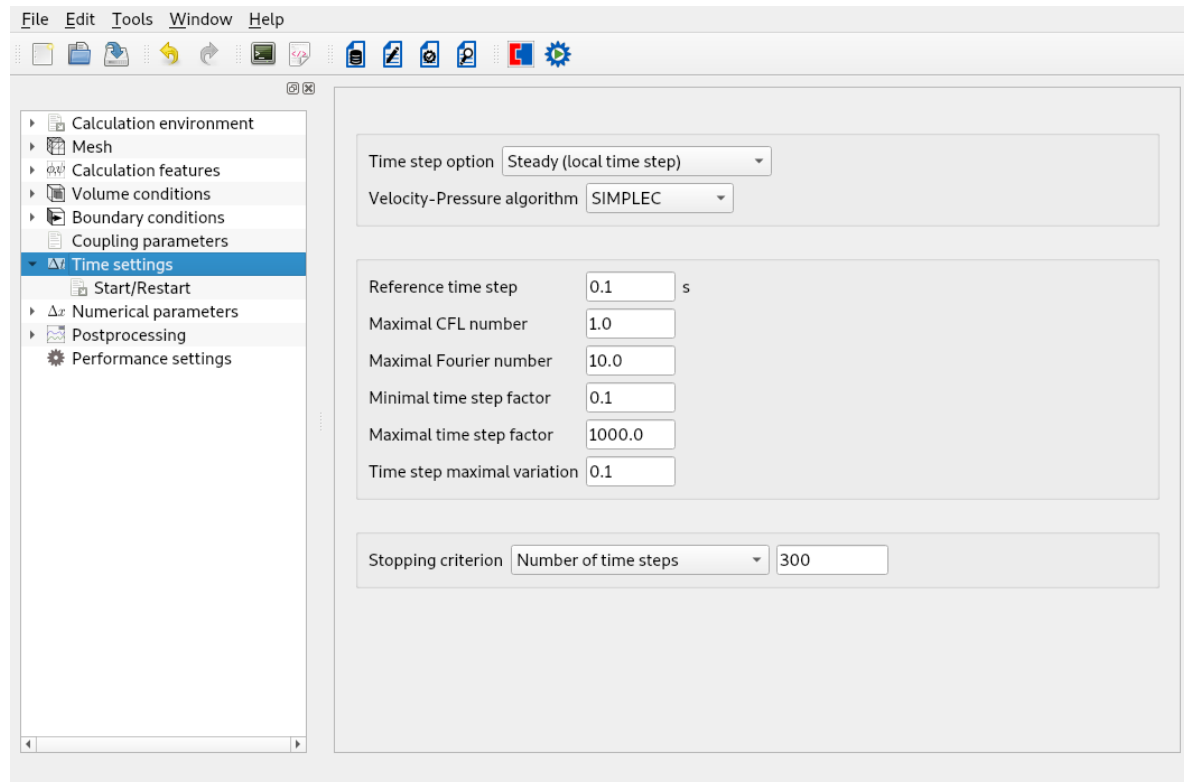 File Edit Tools Window Help
Calculation environment
Mesh
Calculation features
Volume conditions
Boundary conditions
Coupling parameters
Time settings
Start/Restart
Δx Numerical parameters
Postprocessing
Performance settings
Time step option Steady (local time step)
Velocity-Pressure algorithm SIMPLEC
Reference time step 0.1 s
Maximal CFL number 1.0
Maximal Fourier number 10.0
Minimal time step factor 0.1
Maximal time step factor 1000.0
Time step maximal variation 0.1
Stopping criterion Number of time steps 300